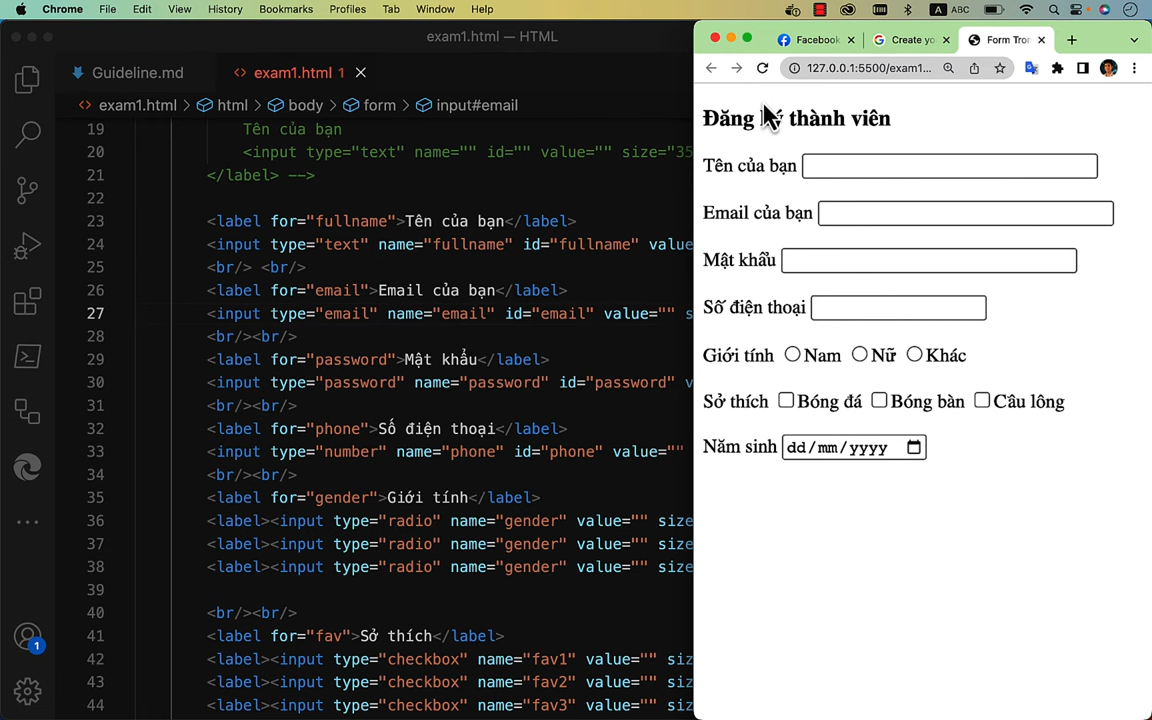 Chrome File Edit View History Bookmarks Profiles Tab Window Help A ABC
exam1.html — HTML
Guideline.md
exam1.html 1
exam1.html > html > body > form > input#email
19 Tên của bạn
20 <input type="text" name="" id="" value="" size="35
21 </label> -->
22
23 <label for="fullname">Tên của bạn</label>
24 <input type="text" name="fullname" id="fullname" value
25 <br/> <br/>
26 <label for="email">Email của bạn</label>
27 <input type="email" name="email" id="email" value="" s
28 <br/><br/>
29 <label for="password">Mật khẩu</label>
30 <input type="password" name="password" id="password" v
31 <br/><br/>
32 <label for="phone">Số điện thoại</label>
33 <input type="number" name="phone" id="phone" value=""
34 <br/><br/>
35 <label for="gender">Giới tính</label>
36 <label><input type="radio" name="gender" value="" size
37 <label><input type="radio" name="gender" value="" size
38 <label><input type="radio" name="gender" value="" size
39
40 <br/><br/>
41 <label for="fav">Sở thích</label>
42 <label><input type="checkbox" name="fav1" value="" siz
43 <label><input type="checkbox" name="fav2" value="" siz
44 <label><input type="checkbox" name="fav3" value="" siz
1
Facebook
Create yo
Form Tron
127.0.0.1:5500/exam1...
Đăng ký thành viên
Tên của bạn
Email của bạn
Mật khẩu
Số điện thoại
Giới tính Nam Nữ Khác
Sở thích Bóng đá Bóng bàn Cầu lông
Năm sinh dd/mm/yyyy